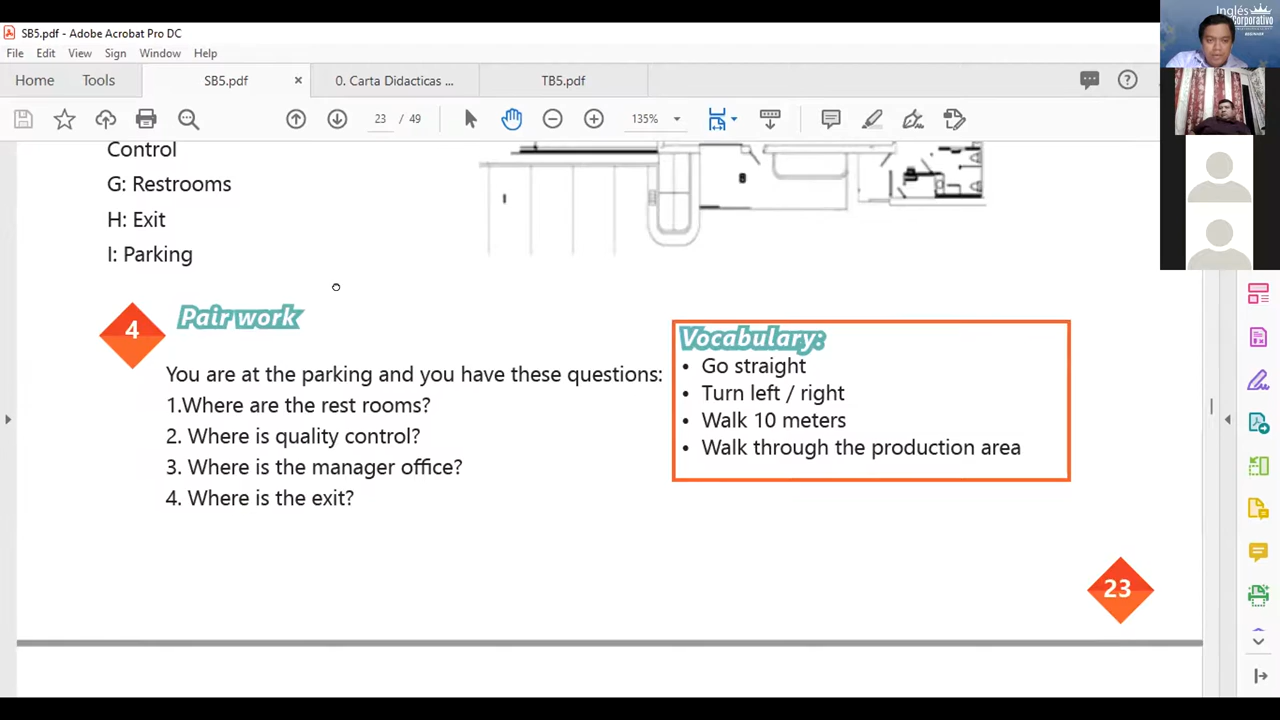 SB5.pdf - Adobe Acrobat Pro DC
File Edit View Sign Window Help
Home Tools SB5.pdf × 0. Carta Didacticas ... TB5.pdf
23 / 49 135%
Control
G: Restrooms
H: Exit
I: Parking
I
B
4
Pair work
You are at the parking and you have these questions:
1.Where are the rest rooms?
2. Where is quality control?
3. Where is the manager office?
4. Where is the exit?
Vocabulary:
• Go straight
• Turn left / right
• Walk 10 meters
• Walk through the production area
23
Inglés
Corporativo